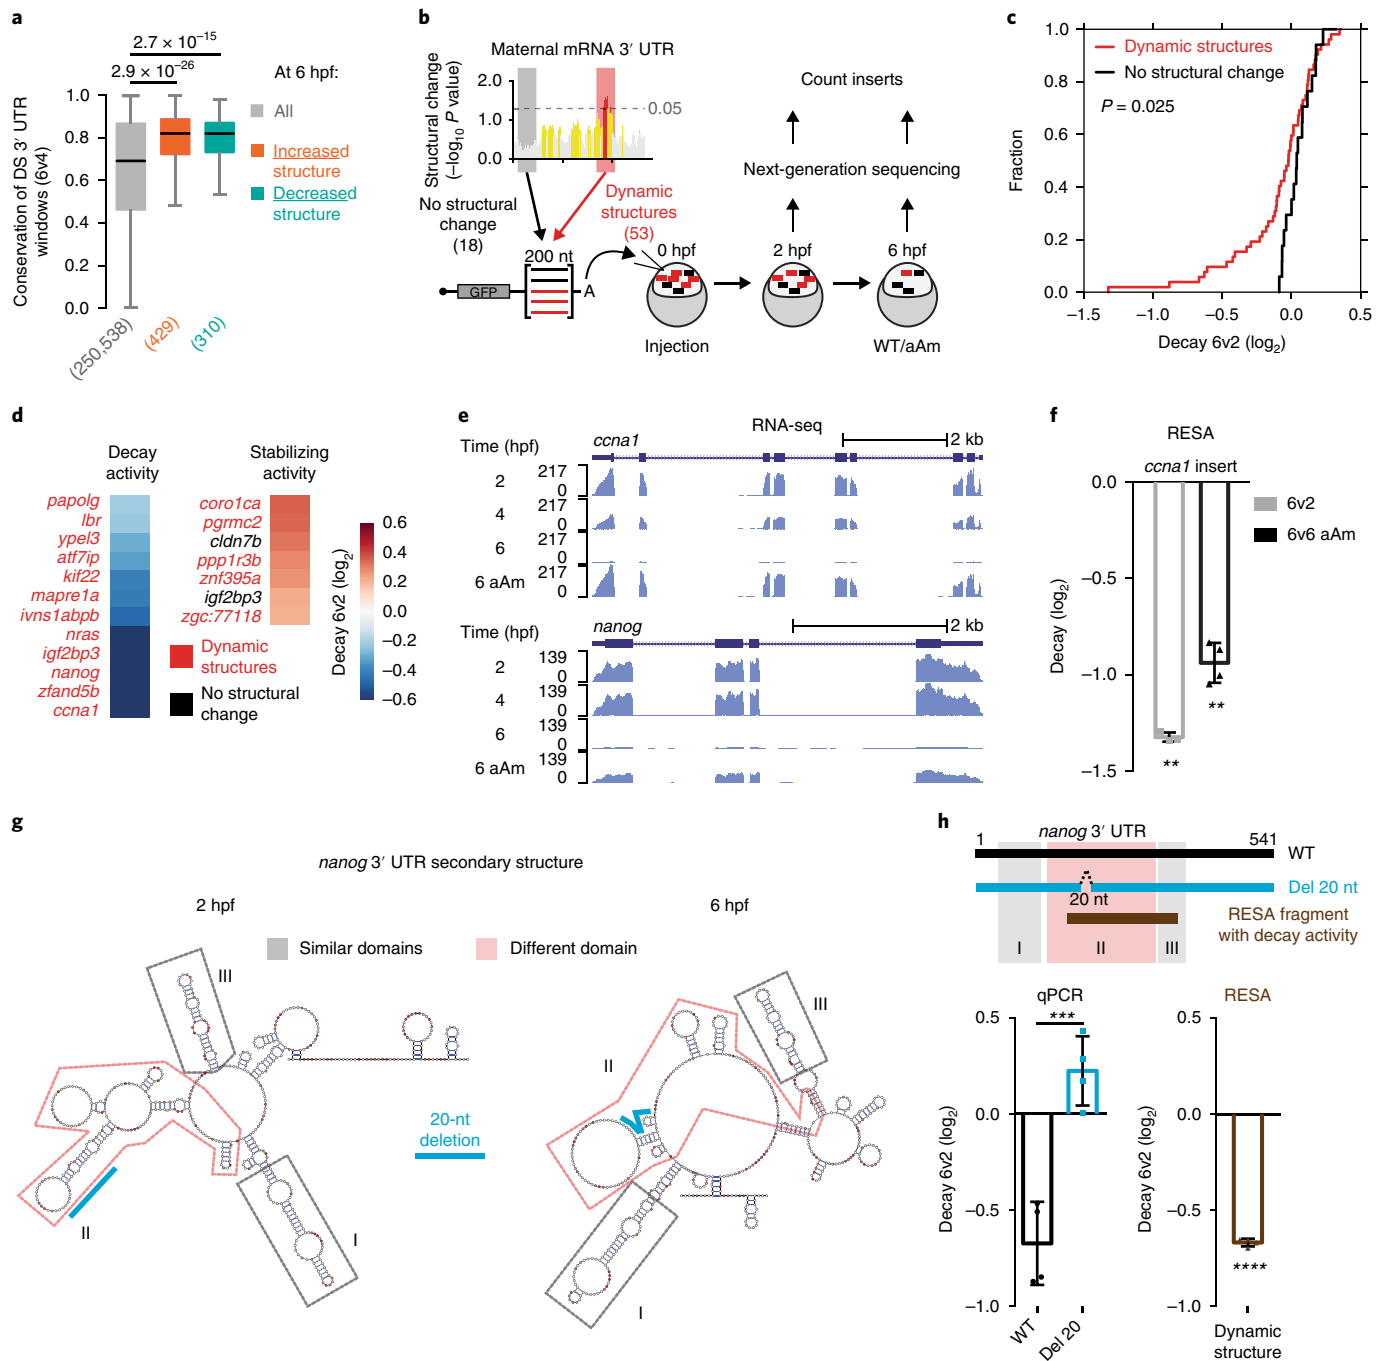 a
2.7 × 10–15
2.9 × 10–26
At 6 hpf:
All
Increased
structure
Decreased
structure
Conservation of DS 3′ UTR
windows (6v4)
1.0
0.8
0.6
0.4
0.2
0.0
(250,538)
(429)
(310)
b
Maternal mRNA 3′ UTR
Structural change
(–log10 P value)
2.0
1.0
0.0
0.05
No structural
change
(18)
Dynamic
structures
(53)
200 nt
GFP
A
0 hpf
Injection
2 hpf
6 hpf
WT/aAm
Count inserts
Next-generation sequencing
c
Dynamic structures
No structural change
P = 0.025
Fraction
1.0
0.8
0.6
0.4
0.2
0.0
–1.5
–1.0
–0.5
0.0
0.5
Decay 6v2 (log2)
d
Decay
activity
papolg
lbr
ypel3
atf7ip
kif22
mapre1a
ivns1abpb
nras
igf2bp3
nanog
zfand5b
ccna1
Stabilizing
activity
coro1ca
pgrmc2
cldn7b
ppp1r3b
znf395a
igf2bp3
zgc:77118
Dynamic
structures
No structural
change
Decay 6v2 (log2)
0.6
0.4
0.2
0.0
–0.2
–0.4
–0.6
e
RNA-seq
Time (hpf)
ccna1
2 kb
2
217
0
4
217
0
6
217
0
6 aAm
217
0
Time (hpf)
nanog
2 kb
2
139
0
4
139
0
6
139
0
6 aAm
139
0
f
RESA
ccna1 insert
6v2
6v6 aAm
Decay (log2)
0.0
–0.5
–1.0
–1.5
**
**
g
nanog 3′ UTR secondary structure
2 hpf
6 hpf
Similar domains
Different domain
III
II
I
20-nt
deletion
III
II
I
h
nanog 3′ UTR
1
541
WT
Del 20 nt
20 nt
RESA fragment
with decay activity
I
II
III
qPCR
***
Decay 6v2 (log2)
0.5
0.0
–0.5
–1.0
WT
Del 20
RESA
Decay 6v2 (log2)
0.5
0.0
–0.5
–1.0
****
Dynamic
structure